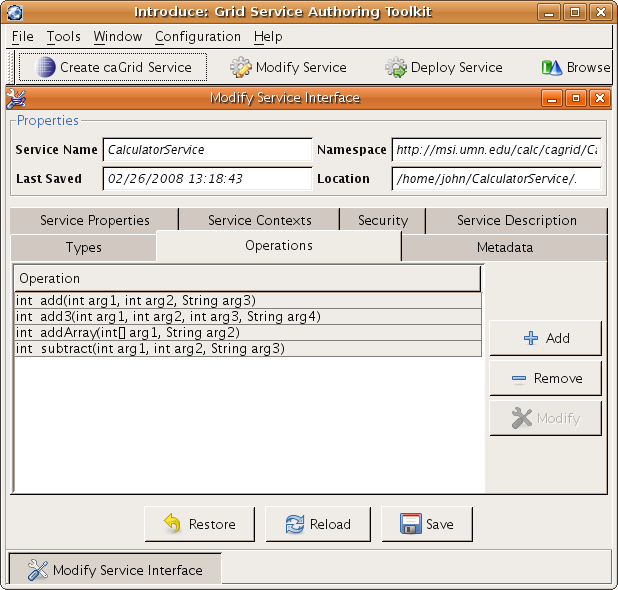 Introduce: Grid Service Authoring Toolkit
File Tools Window Configuration Help
Create caGrid Service Modify Service Deploy Service Browse
Modify Service Interface
Properties
Service Name CalculatorService Namespace http://msi.umn.edu/calc/cagrid/Ca
Last Saved 02/26/2008 13:18:43 Location /home/john/CalculatorService/.
Service Properties Service Contexts Security Service Description
Types Operations Metadata
Operation
int add(int arg1, int arg2, String arg3)
int add3(int arg1, int arg2, int arg3, String arg4)
int addArray(int[] arg1, String arg2)
int subtract(int arg1, int arg2, String arg3)
Add
Remove
Modify
Restore Reload Save
Modify Service Interface